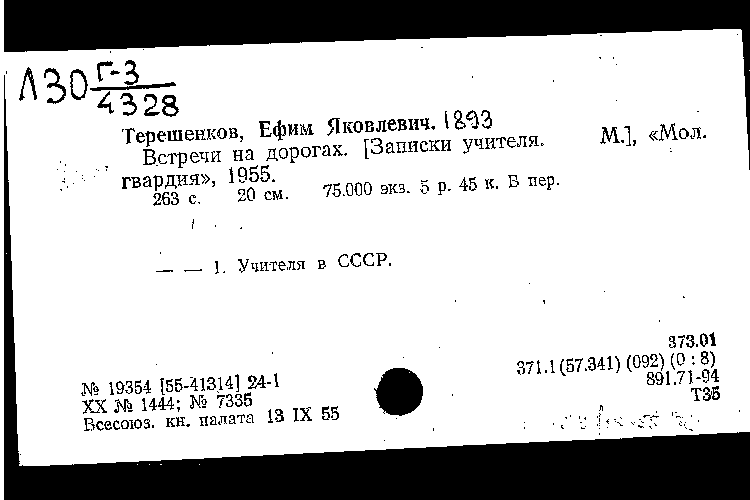 Л30 Г-3
4328
Терешенков, Ефим Яковлевич. 1893
Встречи на дорогах. [Записки учителя. М.], «Мол.
гвардия», 1955.
263 с. 20 см. 75.000 экз. 5 р. 45 к. В пер.
— — 1. Учителя в СССР.
373.01
371.1(57.341) (092) (0 : 8)
891.71-94
Т35
№ 19354 [55-41314] 24-1
XX № 1444; № 7335
Всесоюз. кн. палата 13 IX 55